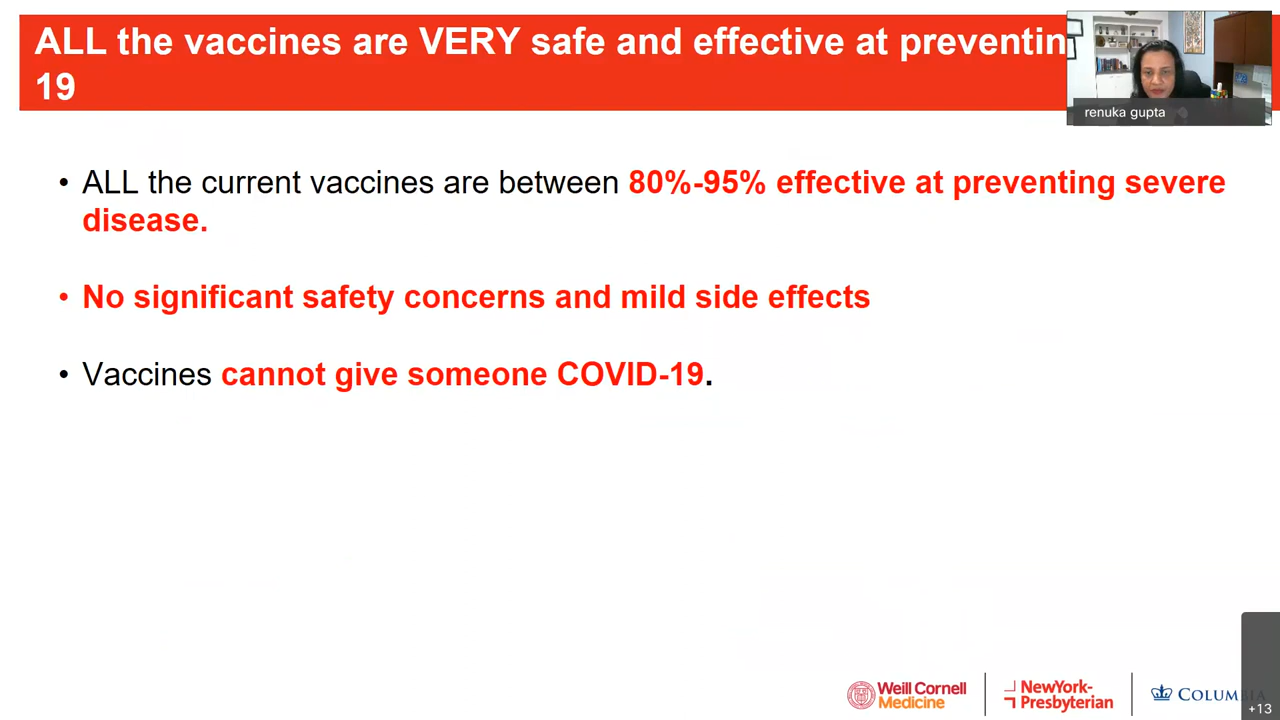 ALL the vaccines are VERY safe and effective at preventin
19
renuka gupta
• ALL the current vaccines are between 80%-95% effective at preventing severe
disease.
• No significant safety concerns and mild side effects
• Vaccines cannot give someone COVID-19.
Weill Cornell
Medicine
NewYork-
Presbyterian
COLUMBIA
+13